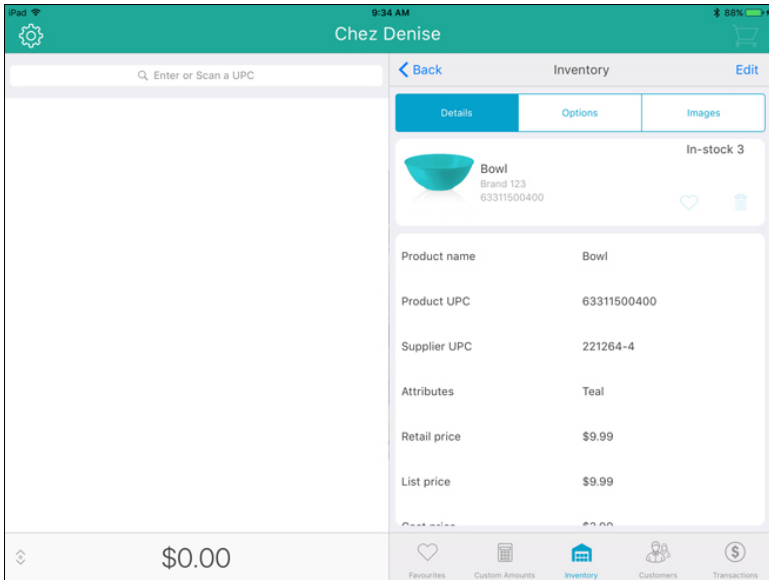 iPad 9:34 AM 88%
Chez Denise
Enter or Scan a UPC
Back Inventory Edit
Details Options Images
In-stock 3
Bowl
Brand 123
63311500400
Product name Bowl
Product UPC 63311500400
Supplier UPC 221264-4
Attributes Teal
Retail price $9.99
List price $9.99
Cost price
$0.00
Favourites Custom Amounts Inventory Customers Transactions